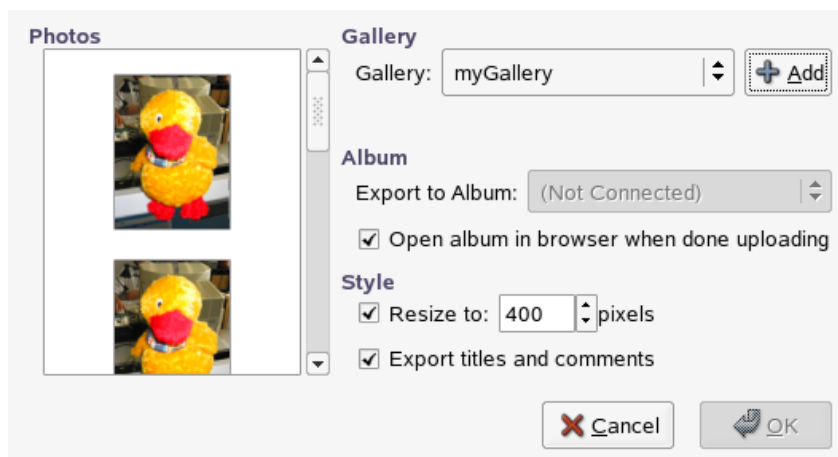 Photos
Gallery
Gallery: myGallery Add
Album
Export to Album: (Not Connected)
Open album in browser when done uploading
Style
Resize to: 400 pixels
Export titles and comments
Cancel OK